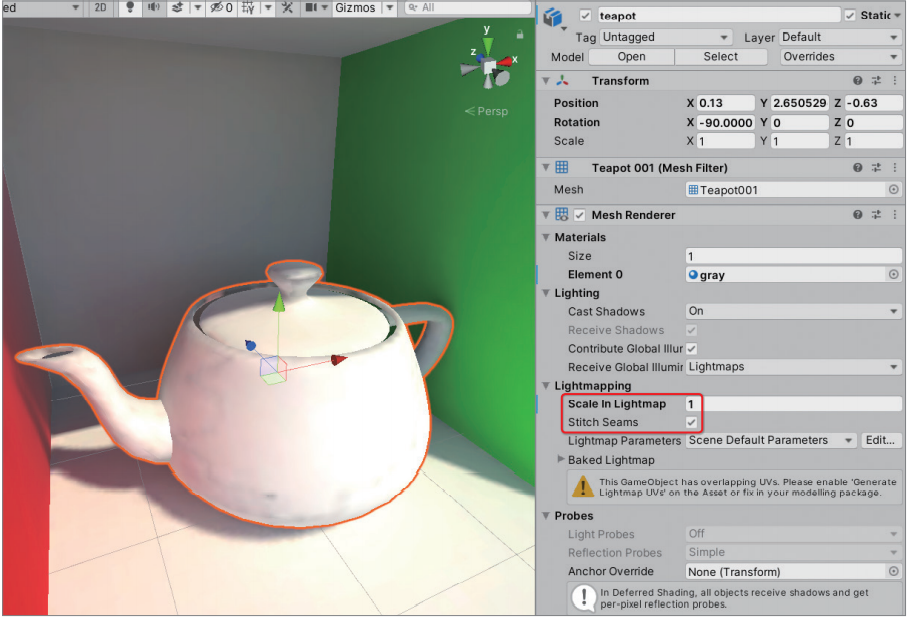 ed 2D 0 Gizmos All
y
z x
Persp
teapot Static
Tag Untagged Layer Default
Model Open Select Overrides
Transform
Position X 0.13 Y 2.650529 Z -0.63
Rotation X -90.0000 Y 0 Z 0
Scale X 1 Y 1 Z 1
Teapot 001 (Mesh Filter)
Mesh Teapot001
Mesh Renderer
Materials
Size 1
Element 0 gray
Lighting
Cast Shadows On
Receive Shadows
Contribute Global Illur
Receive Global Illumir Lightmaps
Lightmapping
Scale In Lightmap 1
Stitch Seams
Lightmap Parameters Scene Default Parameters Edit...
Baked Lightmap
This GameObject has overlapping UVs. Please enable 'Generate
Lightmap UVs' on the Asset or fix in your modelling package.
Probes
Light Probes Off
Reflection Probes Simple
Anchor Override None (Transform)
In Deferred Shading, all objects receive shadows and get
per-pixel reflection probes.